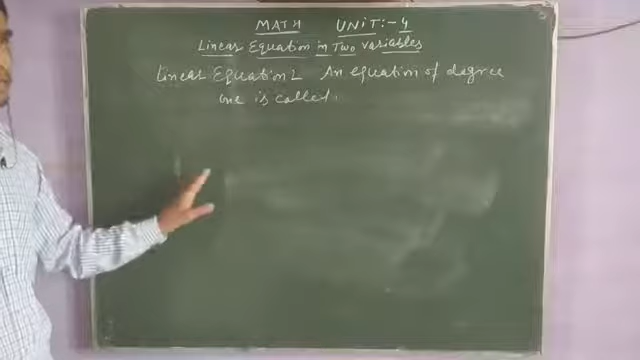 MATH UNIT:- 4
Linear Equation in Two variables
Linear Equation:- An equation of degree
one is called